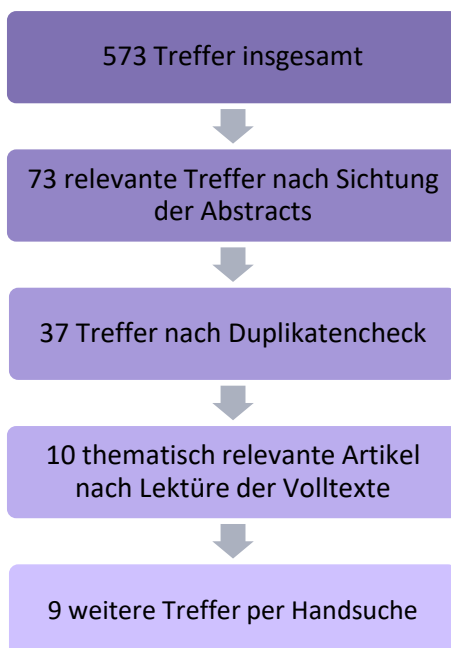 573 Treffer insgesamt
73 relevante Treffer nach Sichtung
der Abstracts
37 Treffer nach Duplikatencheck
10 thematisch relevante Artikel
nach Lektüre der Volltexte
9 weitere Treffer per Handsuche